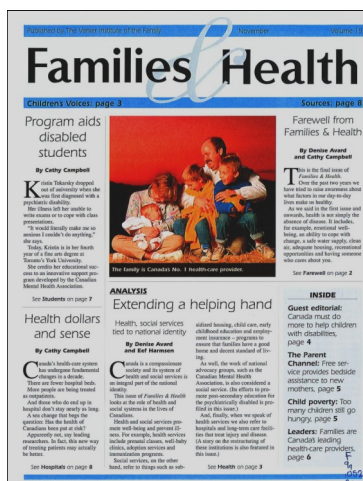 Published by The Vanier Institute of the Family
November
Volume 15
Families & Health
Children's Voices: page 3
Sources: page 8
Program aids
disabled
students
By Cathy Campbell
Kristie Tukarsky dropped
out of university when she
was first diagnosed with a
psychiatric disability.
Her illness left her unable to
write exams or to cope with class
presentations.
"It would literally make me so
anxious I couldn't do anything,"
she says.
Today, Kristie is in her fourth
year of a fine arts degree at
Toronto's York University.
She credits her educational suc-
cess to an innovative support pro-
gram developed by the Canadian
Mental Health Association.
See Students on page 7
Health dollars
and sense
By Cathy Campbell
Canada's health-care system
has undergone fundamental
changes in a decade.
There are fewer hospital beds.
More people are being treated
as outpatients.
And those who do end up in
hospital don't stay nearly as long.
A sea change that begs the
question: Has the health of
Canadians been put at risk?
Apparently not, say leading
researchers. In fact, this new way
of treating patients may actually
be better.
See Hospitals on page 8
The family is Canada's No. 1 health-care provider.
ANALYSIS
Extending a helping hand
Health, social services
tied to national identity
By Denise Avard
and Eef Harmsen
Canada is a compassionate
society and its system of
health and social services is
an integral part of the national
identity.
This issue of Families & Health
looks at the role of health and
social systems in the lives of
Canadians.
Health and social services pro-
mote well-being and prevent ill-
ness. For example, health services
include prenatal classes, well-baby
clinics, adoption services and
immunization programs.
Social services, on the other
hand, refer to things such as sub-
sidized housing, child care, early
childhood education and employ-
ment insurance – programs to
ensure that families have a good
home and decent standard of liv-
ing.
As well, the work of national
advocacy groups, such as the
Canadian Mental Health
Association, is also considered a
social service. (Its efforts to pro-
mote post-secondary education for
the psychiatrically disabled is pro-
filed in this issue.)
And finally, when we speak of
health services we also refer to
hospitals and long-term care facili-
ties that treat injury and disease.
(A story on the restructuring of
these institutions is also featured in
this issue.)
See Health on page 3
Farewell from
Families & Health
By Denise Avard
and Cathy Campbell
This is the final issue of
Families & Health.
Over the past two years we
have tried to raise awareness about
what factors in our day-to-day
lives make us healthy.
As we said in the first issue and
onwards, health is not simply the
absence of disease. It includes,
for example, emotional well-
being, an ability to cope with
change, a safe water supply, clean
air, adequate housing, recreational
opportunities and having someone
who cares about you.
See Farewell on page 2
INSIDE
Guest editorial:
Canada must do
more to help children
with disabilities,
page 4
The Parent
Channel: Free ser-
vice provides bedside
assistance to new
mothers, page 5
Child poverty: Too
many children still go
hungry, page 5
Leaders: Families are
Canada's leading
health-care providers,
page 6